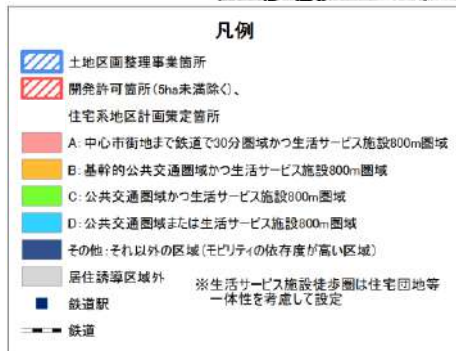 凡例
土地区画整理事業箇所
開発許可箇所(5ha未満除く)、
住宅系地区計画策定箇所
A:中心市街地まで鉄道で30分圏域かつ生活サービス施設800m圏域
B:基幹的公共交通圏域かつ生活サービス施設800m圏域
C:公共交通圏域かつ生活サービス施設800m圏域
D:公共交通圏域または生活サービス施設800m圏域
その他:それ以外の区域(モビリティの依存度が高い区域)
居住誘導区域外
※生活サービス施設徒歩圏は住宅団地等
一体性を考慮して設定
鉄道駅
鉄道